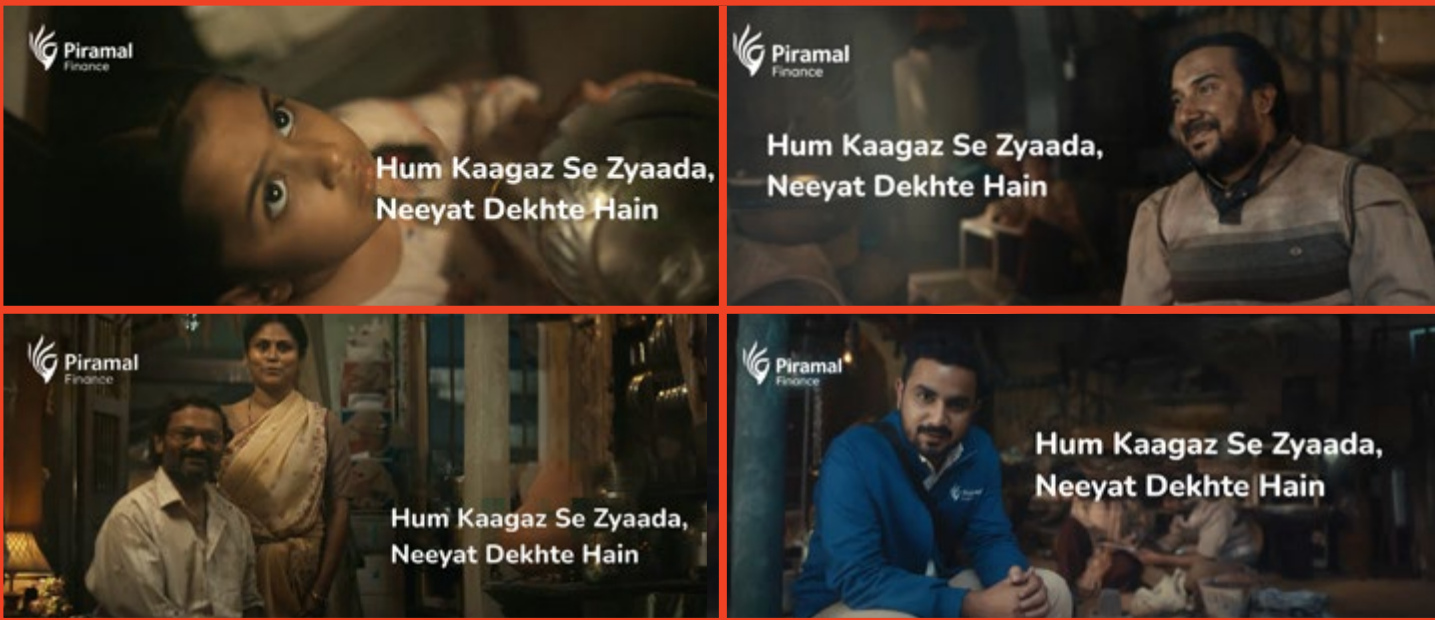 Piramal
Finance
Hum Kaagaz Se Zyaada,
Neeyat Dekhte Hain
Piramal
Finance
Hum Kaagaz Se Zyaada,
Neeyat Dekhte Hain
Piramal
Finance
Hum Kaagaz Se Zyaada,
Neeyat Dekhte Hain
Piramal
Finance
Hum Kaagaz Se Zyaada,
Neeyat Dekhte Hain
Piramal